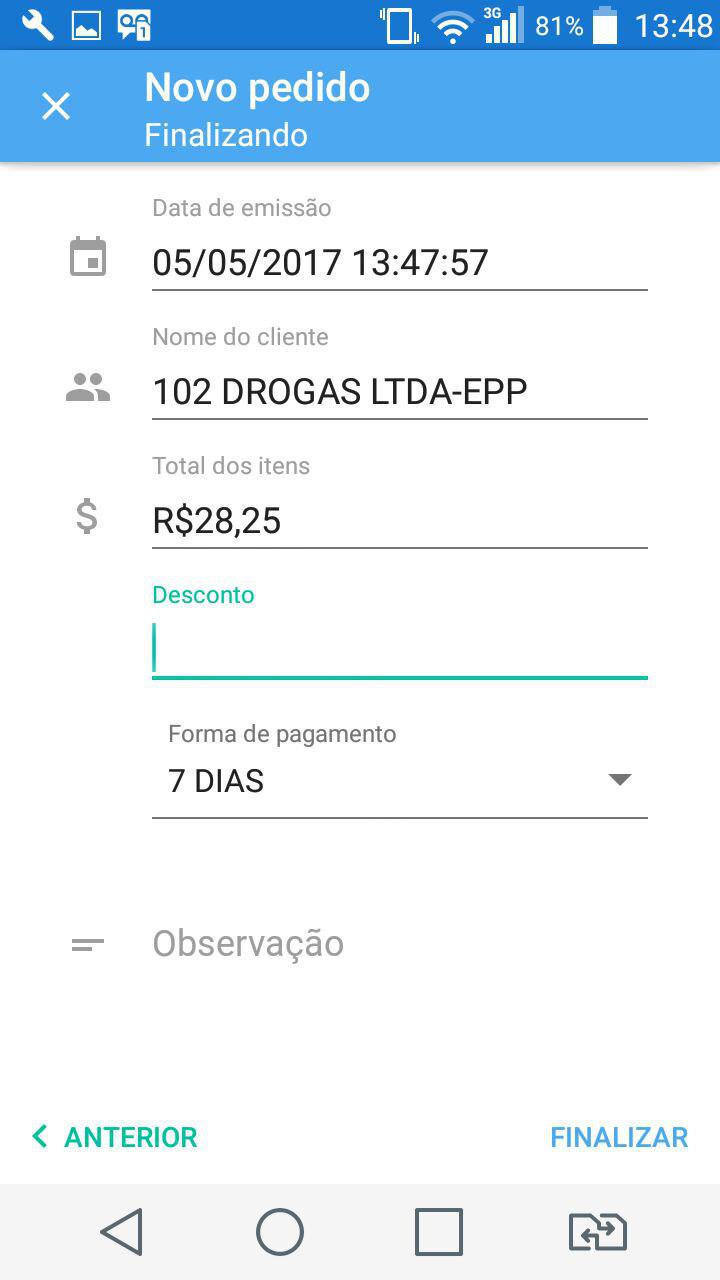 3G 81% 13:48
Novo pedido
Finalizando
Data de emissão
05/05/2017 13:47:57
Nome do cliente
102 DROGAS LTDA-EPP
Total dos itens
$ R$28,25
Desconto
Forma de pagamento
7 DIAS
Observação
ANTERIOR FINALIZAR